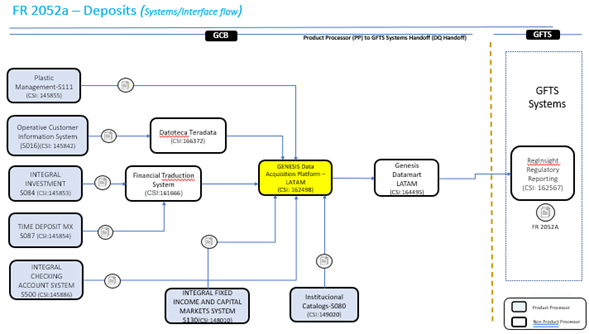 FR 2052a – Deposits (Systems/Interface flow)
GCB
Product Processor (PP) to GFTS Systems Handoff (DQ Handoff)
GFTS
Plastic
Management-S111
(CSI: 145855)
Operative Customer
Information System
(S016)(CSI: 145842)
Datoteca Teradata
(CSI:166372)
INTEGRAL
INVESTMENT
S084 (CSI:145853)
Financial Traduction
System
(CSI:161666)
GENESIS Data
Acquisition Platform –
LATAM
(CSI: 162498)
Genesis
Datamart
LATAM
(CSI: 164495)
GFTS
Systems
RegInsight
Regulatory
Reporting
(CSI: 162567)
FR 2052A
TIME DEPOSIT MX
S087 (CSI:145854)
INTEGRAL
CHECKING
ACCOUNT SYSTEM
S500 (CSI:145886)
INTEGRAL FIXED
INCOME AND CAPITAL
MARKETS SYSTEM
S130(CSI:148010)
Institucional
Catalogs-S080
(CSI:149020)
Product Processor
Non Product Processor